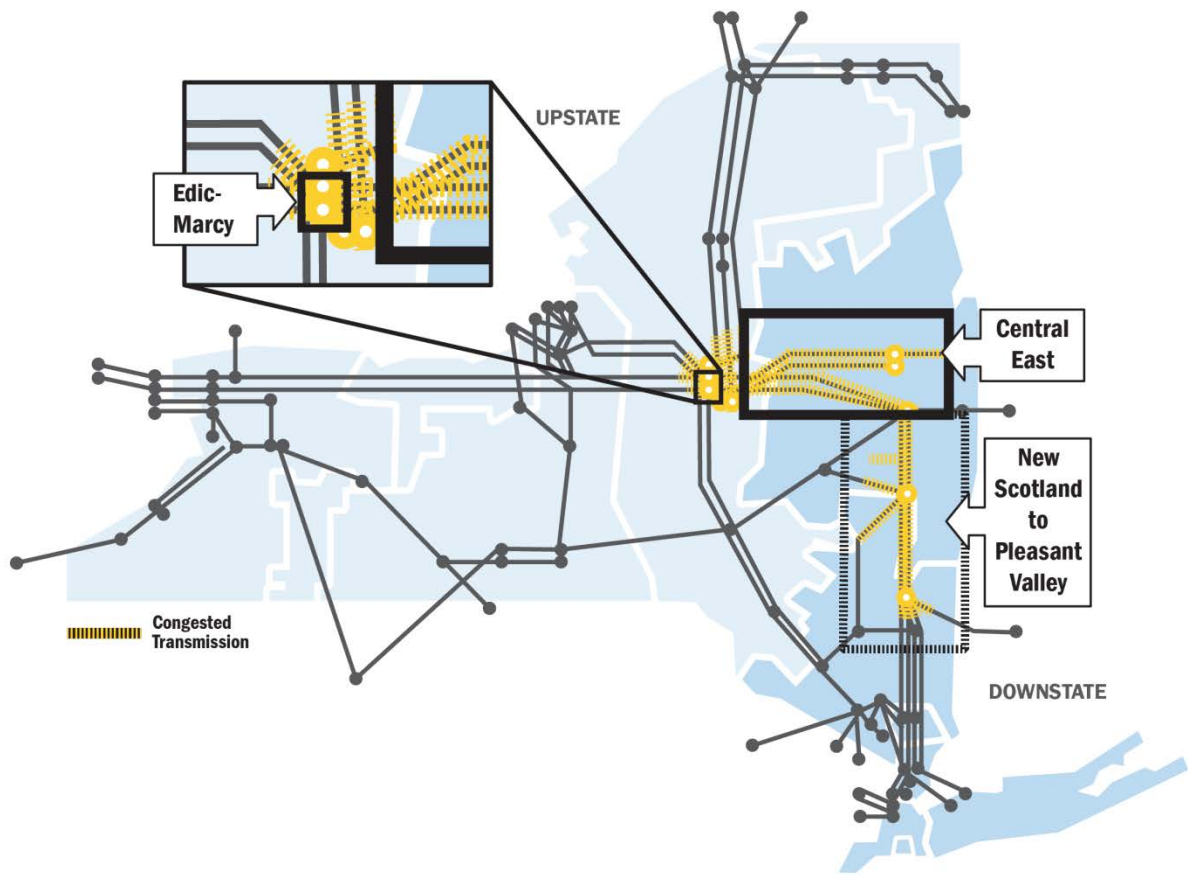 UPSTATE
Edic-
Marcy
Central
East
New
Scotland
to
Pleasant
Valley
Congested
Transmission
DOWNSTATE